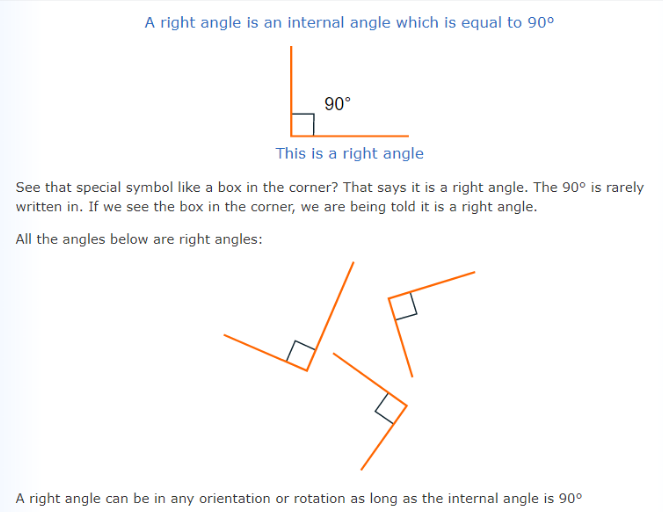 A right angle is an internal angle which is equal to 90°
90°
This is a right angle
See that special symbol like a box in the corner? That says it is a right angle. The 90° is rarely
written in. If we see the box in the corner, we are being told it is a right angle.
All the angles below are right angles:
A right angle can be in any orientation or rotation as long as the internal angle is 90°